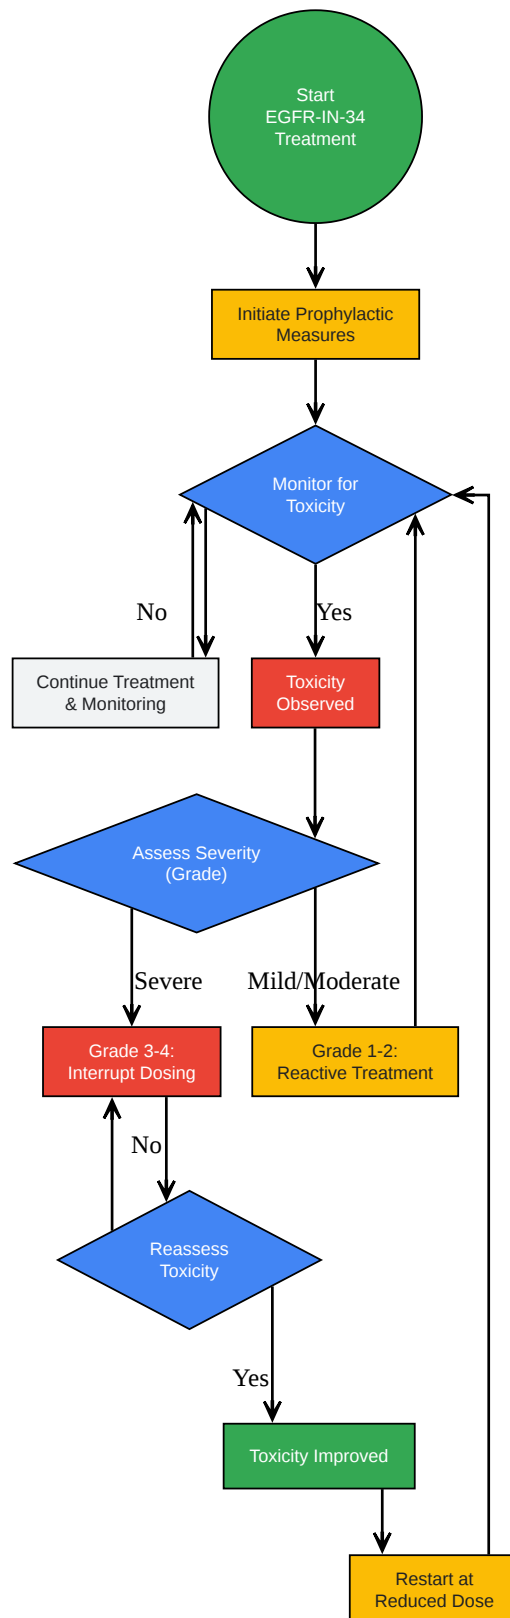 Start
EGFR-IN-34
Treatment
Initiate Prophylactic
Measures
Monitor for
Toxicity
No
Yes
Continue Treatment
& Monitoring
Toxicity
Observed
Assess Severity
(Grade)
Severe
Mild/Moderate
Grade 3-4:
Interrupt Dosing
Grade 1-2:
Reactive Treatment
No
Reassess
Toxicity
Yes
Toxicity Improved
Restart at
Reduced Dose